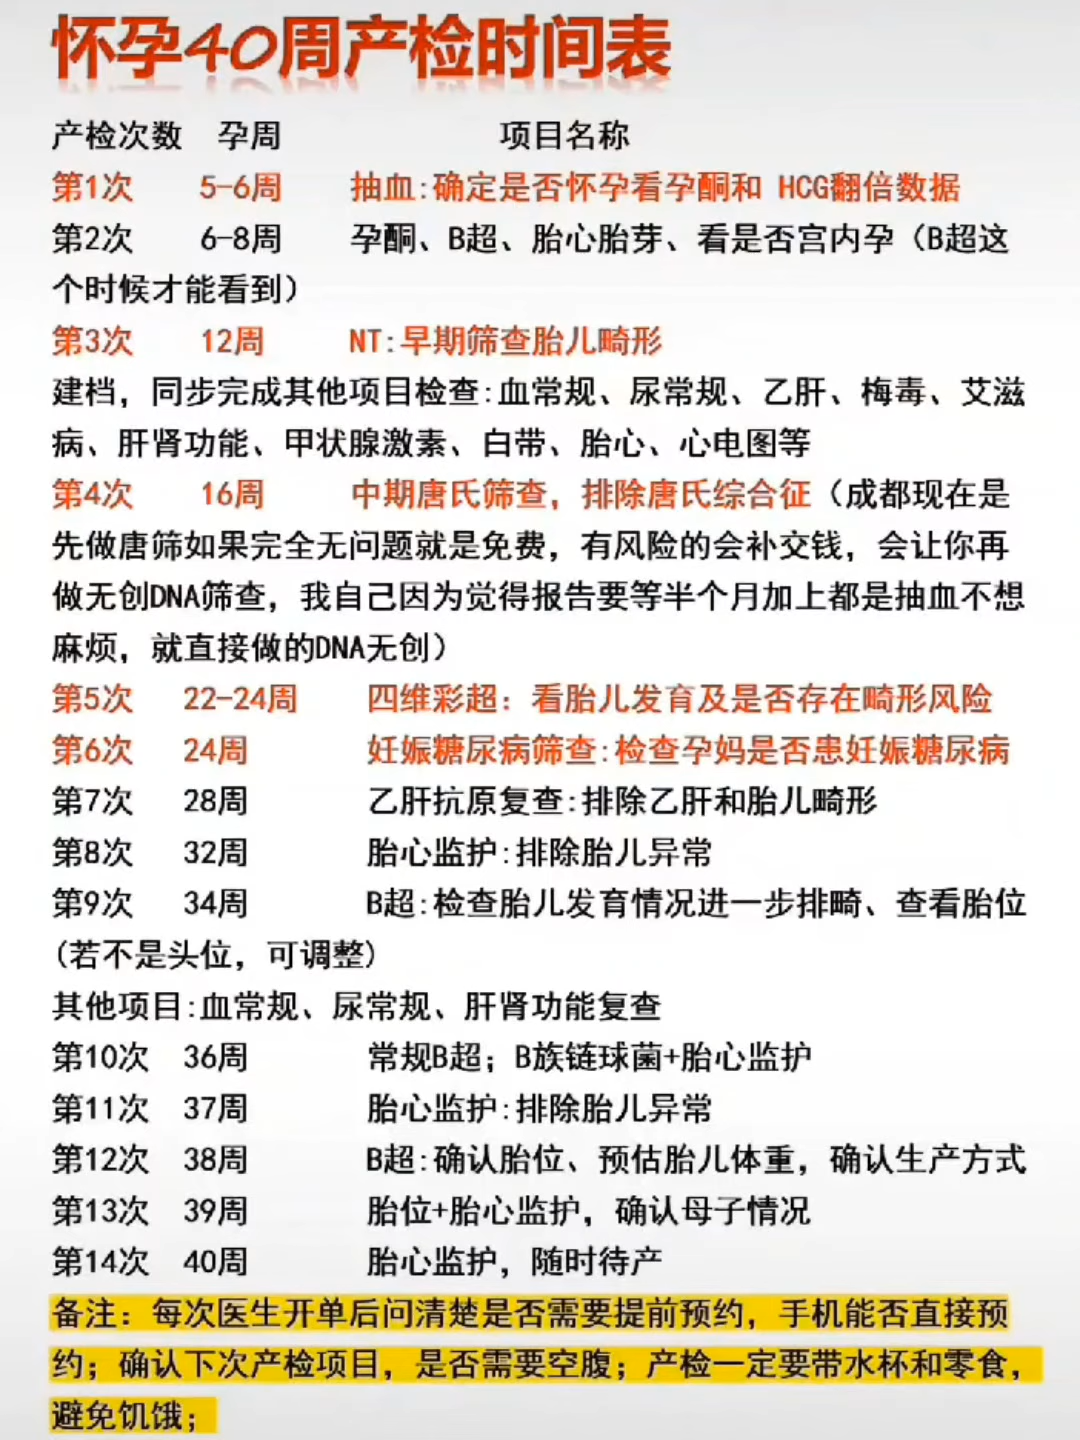 怀孕40周产检时间表
产检次数 孕周 项目名称
第1次 5-6周 抽血:确定是否怀孕看孕酮和 HCG翻倍数据
第2次 6-8周 孕酮、B超、胎心胎芽、看是否宫内孕（B超这
个时候才能看到）
第3次 12周 NT:早期筛查胎儿畸形
建档，同步完成其他项目检查:血常规、尿常规、乙肝、梅毒、艾滋
病、肝肾功能、甲状腺激素、白带、胎心、心电图等
第4次 16周 中期唐氏筛查，排除唐氏综合征（成都现在是
先做唐筛如果完全无问题就是免费，有风险的会补交钱，会让你再
做无创DNA筛查，我自己因为觉得报告要等半个月加上都是抽血不想
麻烦，就直接做的DNA无创）
第5次 22-24周 四维彩超：看胎儿发育及是否存在畸形风险
第6次 24周 妊娠糖尿病筛查:检查孕妈是否患妊娠糖尿病
第7次 28周 乙肝抗原复查:排除乙肝和胎儿畸形
第8次 32周 胎心监护:排除胎儿异常
第9次 34周 B超:检查胎儿发育情况进一步排畸、查看胎位
(若不是头位，可调整)
其他项目:血常规、尿常规、肝肾功能复查
第10次 36周 常规B超；B族链球菌+胎心监护
第11次 37周 胎心监护:排除胎儿异常
第12次 38周 B超:确认胎位、预估胎儿体重，确认生产方式
第13次 39周 胎位+胎心监护，确认母子情况
第14次 40周 胎心监护，随时待产
备注：每次医生开单后问清楚是否需要提前预约，手机能否直接预
约；确认下次产检项目，是否需要空腹；产检一定要带水杯和零食，
避免饥饿；